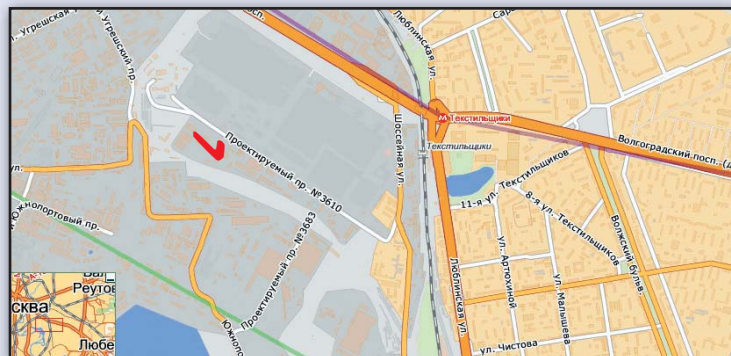 Угрешская
Угрешский пр.
посп.
Люблинская ул.
М Текстильщики
Текстильщики
Шоссейная ул.
Проектируемый пр. №3610
Волгоградский посп. (д
11-я ул. Текстильщиков
8-я ул. Текстильщиков
ул.
Южнопортовый пр.
Проектируемый пр. №3683
Люблинская ул.
ул. Артюхиной
ул. Малышева
Волжский бульв.
ул. Чистова
Реутов
сква
Любе